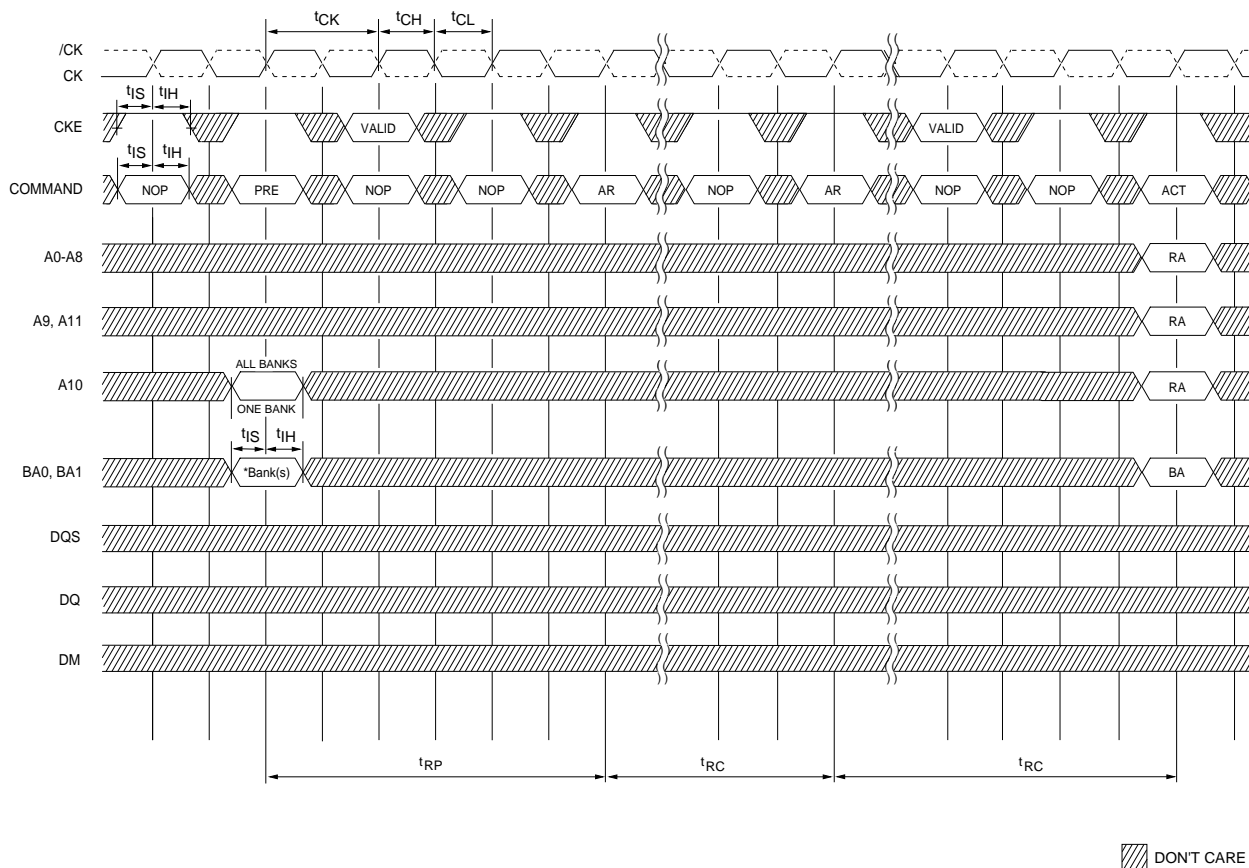 tCK tCH tCL
/CK
CK
tIS tIH
CKE VALID VALID
tIS tIH
COMMAND NOP PRE NOP NOP AR NOP AR NOP NOP ACT
A0-A8 RA
A9, A11 RA
ALL BANKS
A10 RA
ONE BANK
tIS tIH
BA0, BA1 *Bank(s) BA
DQS
DQ
DM
tRP tRC tRC
DON'T CARE